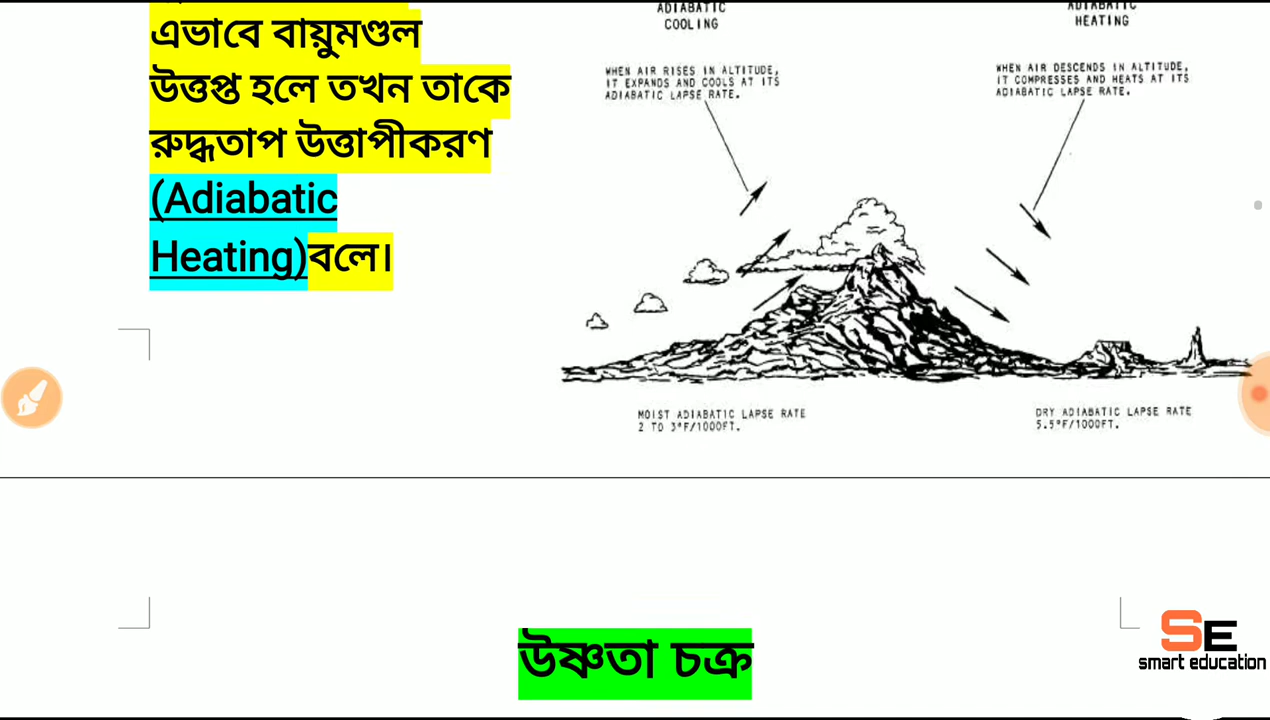 এভাবে বায়ুমণ্ডল
উত্তপ্ত হলে তখন তাকে
রুদ্ধতাপ উত্তাপীকরণ
(Adiabatic
Heating)বলে।
ADIABATIC
COOLING
ADIABATIC
HEATING
WHEN AIR RISES IN ALTITUDE,
IT EXPANDS AND COOLS AT ITS
ADIABATIC LAPSE RATE.
WHEN AIR DESCENDS IN ALTITUDE,
IT COMPRESSES AND HEATS AT ITS
ADIABATIC LAPSE RATE.
MOIST ADIABATIC LAPSE RATE
2 TO 3°F/1000FT.
DRY ADIABATIC LAPSE RATE
5.5°F/1000FT.
উষ্ণতা চক্র
SE
smart education